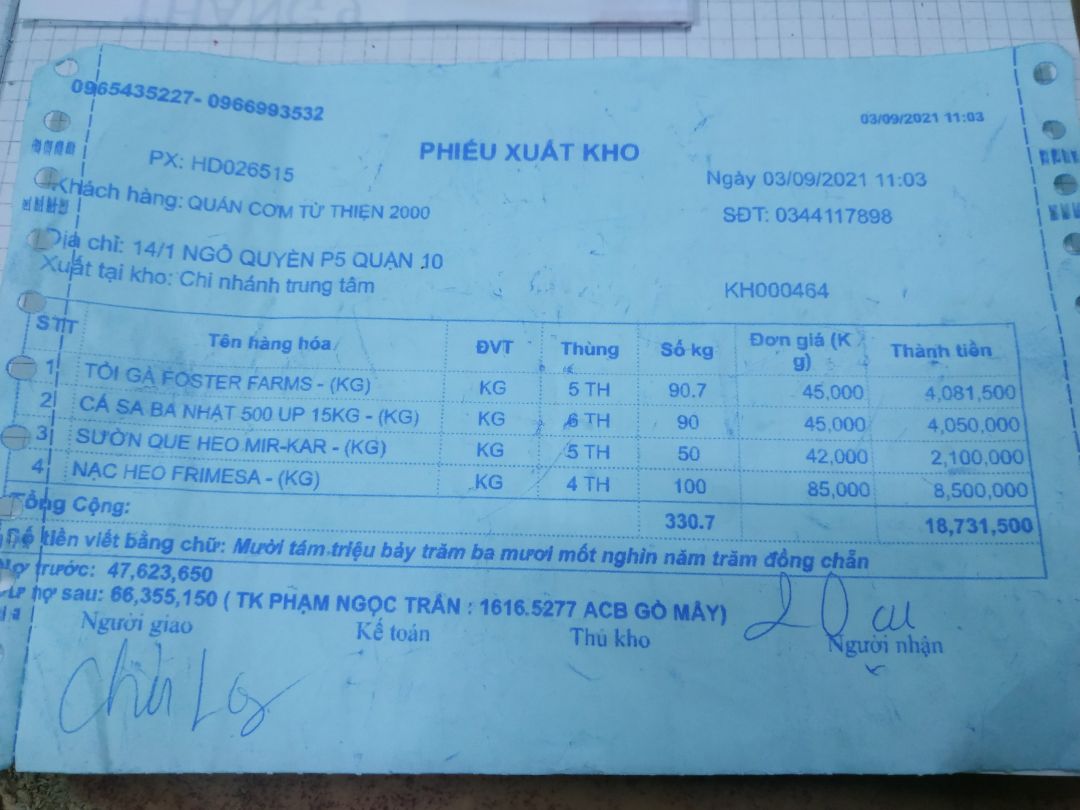 THÁNG 9
0965435227- 0966993532
03/09/2021 11:03
PHIẾU XUẤT KHO
PX: HD026515
Ngày 03/09/2021 11:03
Khách hàng: QUÁN CƠM TỪ THIỆN 2000
SĐT: 0344117898
Địa chỉ: 14/1 NGÔ QUYỀN P5 QUẬN 10
Xuất tại kho: Chi nhánh trung tâm
KH000464
STT Tên hàng hóa ĐVT Thùng Số kg Đơn giá (Kg) Thành tiền
1 TỎI GÀ FOSTER FARMS - (KG) KG 5 TH 90.7 45,000 4,081,500
2 CÁ SA BA NHẬT 500 UP 15KG - (KG) KG 6 TH 90 45,000 4,050,000
3 SƯỜN QUE HEO MIR-KAR - (KG) KG 5 TH 50 42,000 2,100,000
4 NẠC HEO FRIMESA - (KG) KG 4 TH 100 85,000 8,500,000
Tổng Cộng: 330.7 18,731,500
Số tiền viết bằng chữ: Mười tám triệu bảy trăm ba mươi mốt nghìn năm trăm đồng chẵn
Nợ trước: 47,623,650
Dư nợ sau: 66,355,150 ( TK PHẠM NGỌC TRẦN : 1616.5277 ACB GÒ MÂY)
Người giao Kế toán Thủ kho Người nhận